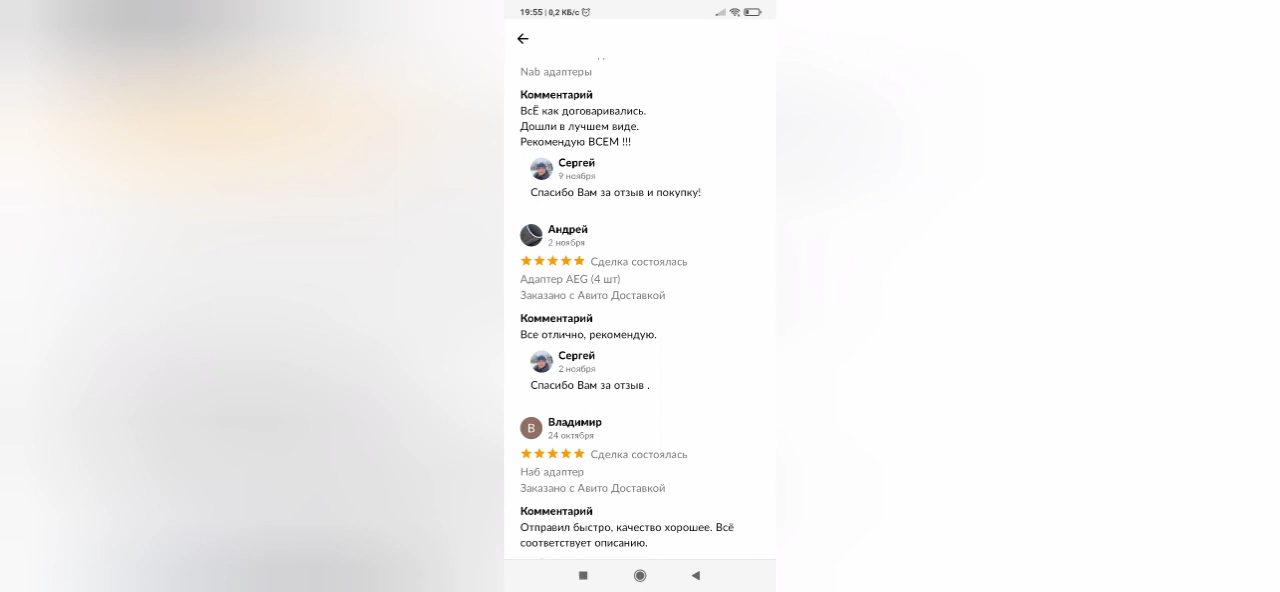 19:55 | 0,2 КБ/с
Nab адаптеры
Комментарий
ВсЁ как договаривались.
Дошли в лучшем виде.
Рекомендую ВСЕМ !!!
Сергей
9 ноября
Спасибо Вам за отзыв и покупку!
Андрей
2 ноября
Сделка состоялась
Адаптер AEG (4 шт)
Заказано с Авито Доставкой
Комментарий
Все отлично, рекомендую.
Сергей
2 ноября
Спасибо Вам за отзыв .
В
Владимир
24 октября
Сделка состоялась
Наб адаптер
Заказано с Авито Доставкой
Комментарий
Отправил быстро, качество хорошее. Всё
соответствует описанию.